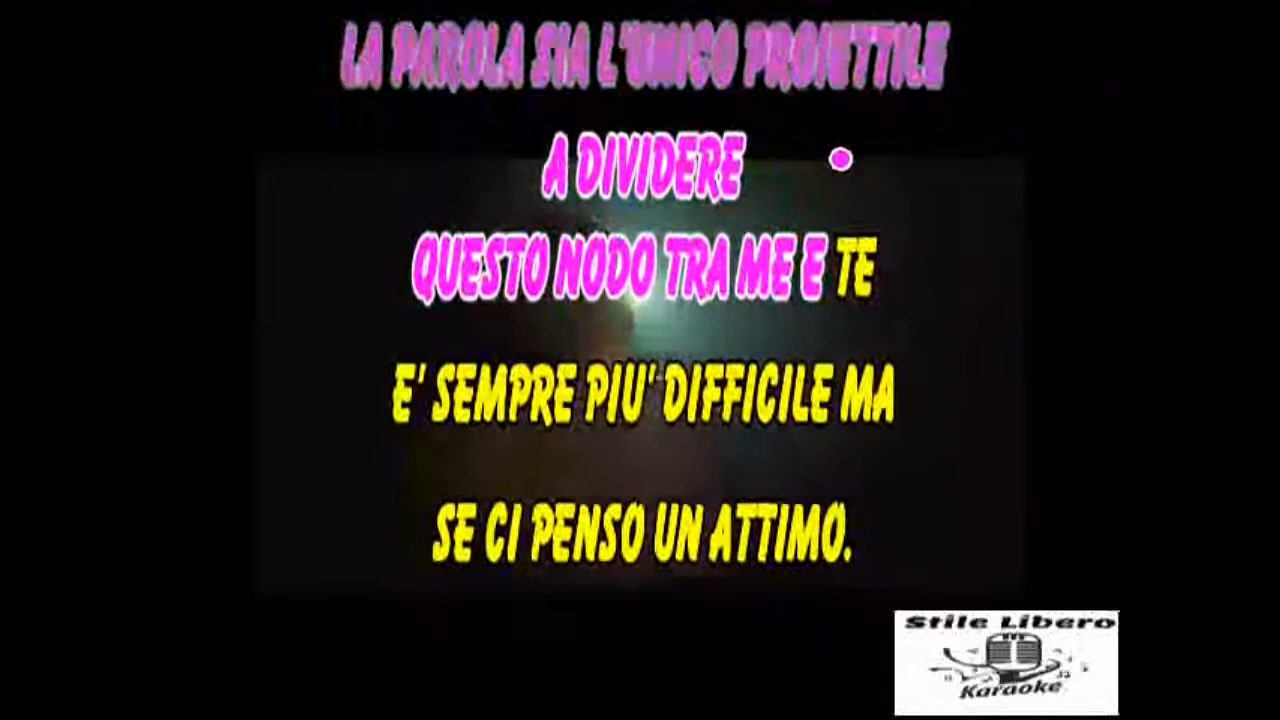 LA PAROLA SIA L'UNICO PROIETTILE
A DIVIDERE
QUESTO NODO TRA ME E TE
E' SEMPRE PIU' DIFFICILE MA
SE CI PENSO UN ATTIMO.
Stile Libero
Karaoke